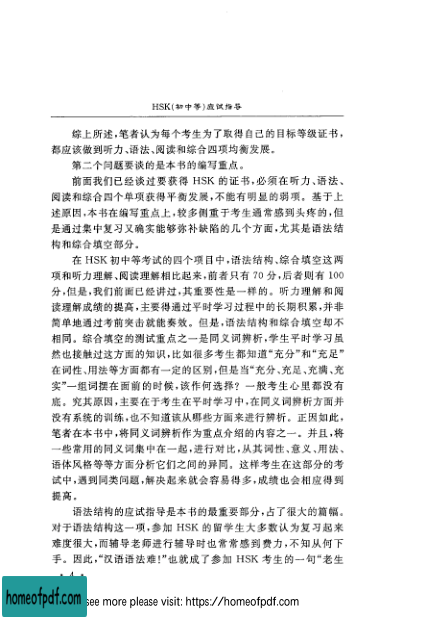 HSK(初中等)应试指导
综上所述,笔者认为每个考生为了取得自己的目标等级证书,
都应该做到听力、语法、阅读和综合四项均衡发展。
第二个问题要谈的是本书的编写重点。
前面我们已经谈过要获得 HSK 的证书,必须在听力、语法、
阅读和综合四个单项获得平衡发展,不能有明显的弱项。基于上
述原因,本书在编写重点上,较多侧重于考生通常感到头疼的,但
是通过集中复习又确实能够弥补缺陷的几个方面,尤其是语法结
构和综合填空部分。
在 HSK 初中等考试的四个项目中,语法结构、综合填空这两
项和听力理解、阅读理解相比起来,前者只有 70 分,后者则有 100
分,但是,我们前面已经讲过,其重要性是一样的。听力理解和阅
读理解成绩的提高,主要得通过平时学习过程中的长期积累,并非
简单地通过考前突击就能奏效。但是,语法结构和综合填空却不
相同。综合填空的测试重点之一是同义词辨析,学生平时学习虽
然也接触过这方面的知识,比如很多考生都知道“充分”和“充足”
在词性、用法等方面都有一定的区别,但是当“充分、充足、充满、充
实”一组词摆在面前的时候,该作何选择? 一般考生心里都没有
底。究其原因,主要在于考生在平时学习中,在同义词辨析方面并
没有系统的训练,也不知道该从哪些方面来进行辨析。正因如此,
笔者在本书中,将同义词辨析作为重点介绍的内容之一。并且,将
一些常用的同义词集中在一起,进行对比,从其词性、意义、用法、
语体风格等等方面分析它们之间的异同。这样考生在这部分的考
试中,遇到同类问题,解决起来就会容易得多,成绩也会相应得到
提高。
语法结构的应试指导是本书的最重要部分,占了很大的篇幅。
对于语法结构这一项,参加 HSK 的留学生大多数认为复习起来
难度很大,而辅导老师进行辅导时也常常感到费力,不知从何下
手。因此,“汉语语法难!”也就成了参加 HSK 考生的一句“老生
• 4 •
homeofpdf.com
see more please visit: https://homeofpdf.com